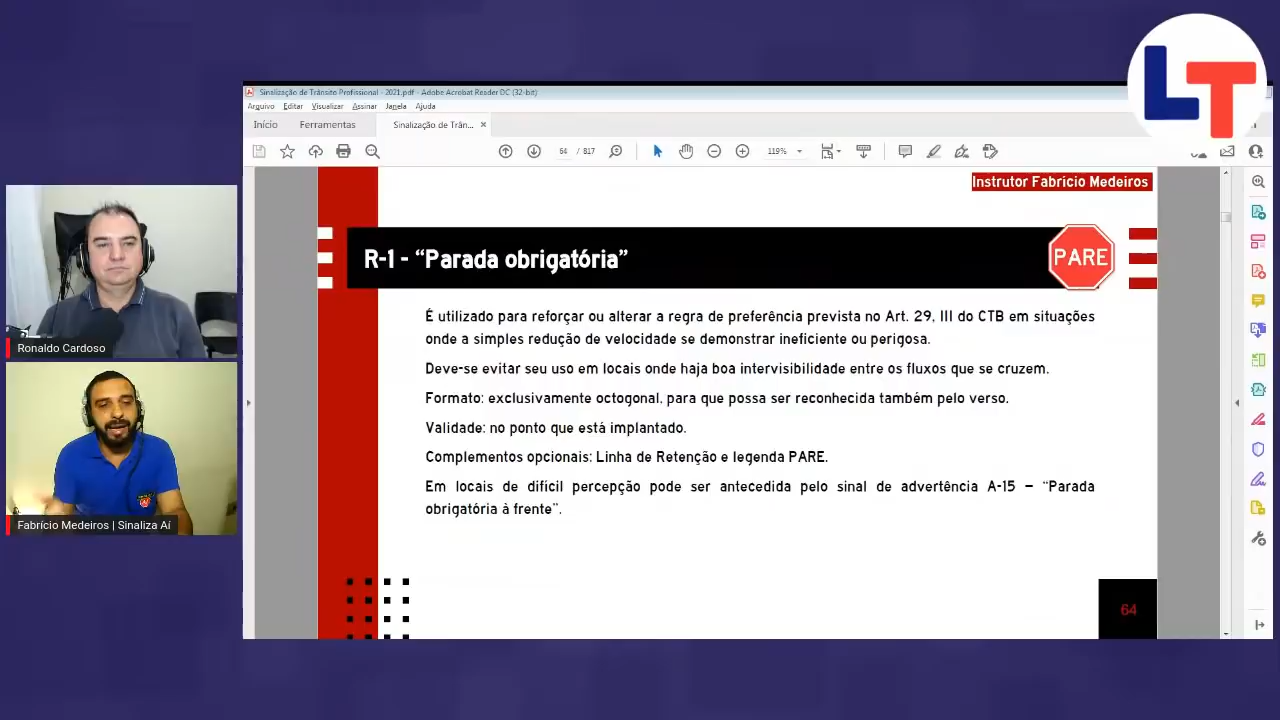 LT
Sinalização de Trânsito Profissional - 2021.pdf - Adobe Acrobat Reader DC (32-bit)
Arquivo Editar Visualizar Assinar Janela Ajuda
Início Ferramentas Sinalização de Trân... ×
64 / 817 119%
Instrutor Fabrício Medeiros
R-1 - “Parada obrigatória”
PARE
É utilizado para reforçar ou alterar a regra de preferência prevista no Art. 29, III do CTB em situações
onde a simples redução de velocidade se demonstrar ineficiente ou perigosa.
Deve-se evitar seu uso em locais onde haja boa intervisibilidade entre os fluxos que se cruzem.
Formato: exclusivamente octogonal, para que possa ser reconhecida também pelo verso.
Validade: no ponto que está implantado.
Complementos opcionais: Linha de Retenção e legenda PARE.
Em locais de difícil percepção pode ser antecedida pelo sinal de advertência A-15 – “Parada
obrigatória à frente”.
64
Ronaldo Cardoso
Fabrício Medeiros | Sinaliza Aí